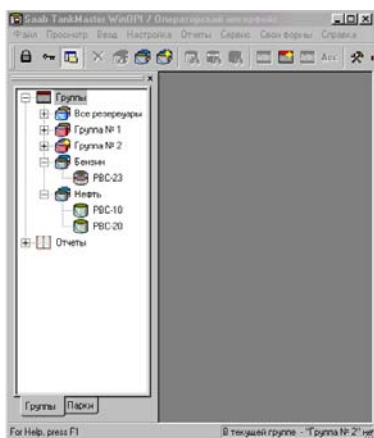 Saab TankMaster WinOPI / Операторский интерфейс
Файл Просмотр Ввод Настройка Отчеты Сервис Свои формы Справка
Группы
Все резервуары
Группа № 1
Группа № 2
Бензин
РВС-23
Нефть
РВС-10
РВС-20
Отчеты
Группы Парки
For Help, press F1
В текущей группе - "Группа № 2" не